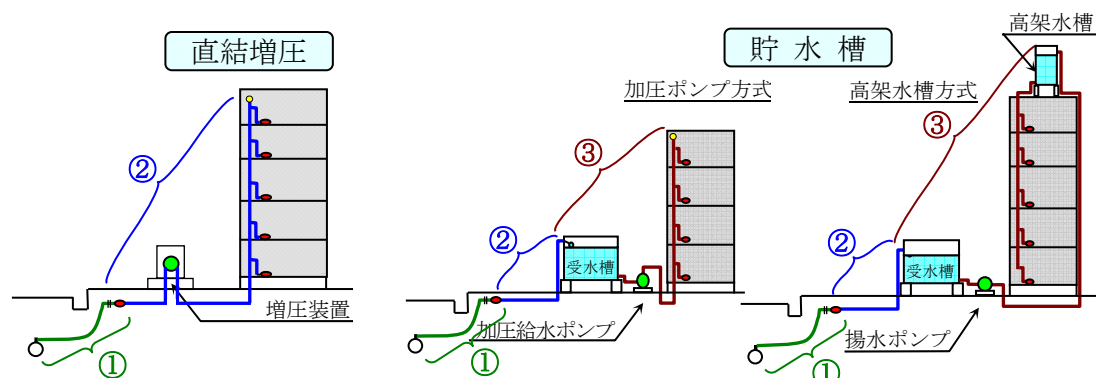 直結増圧
②
増圧装置
①
貯 水 槽
加圧ポンプ方式
③
②
受水槽
加圧給水ポンプ
①
高架水槽
高架水槽方式
③
②
受水槽
揚水ポンプ
①